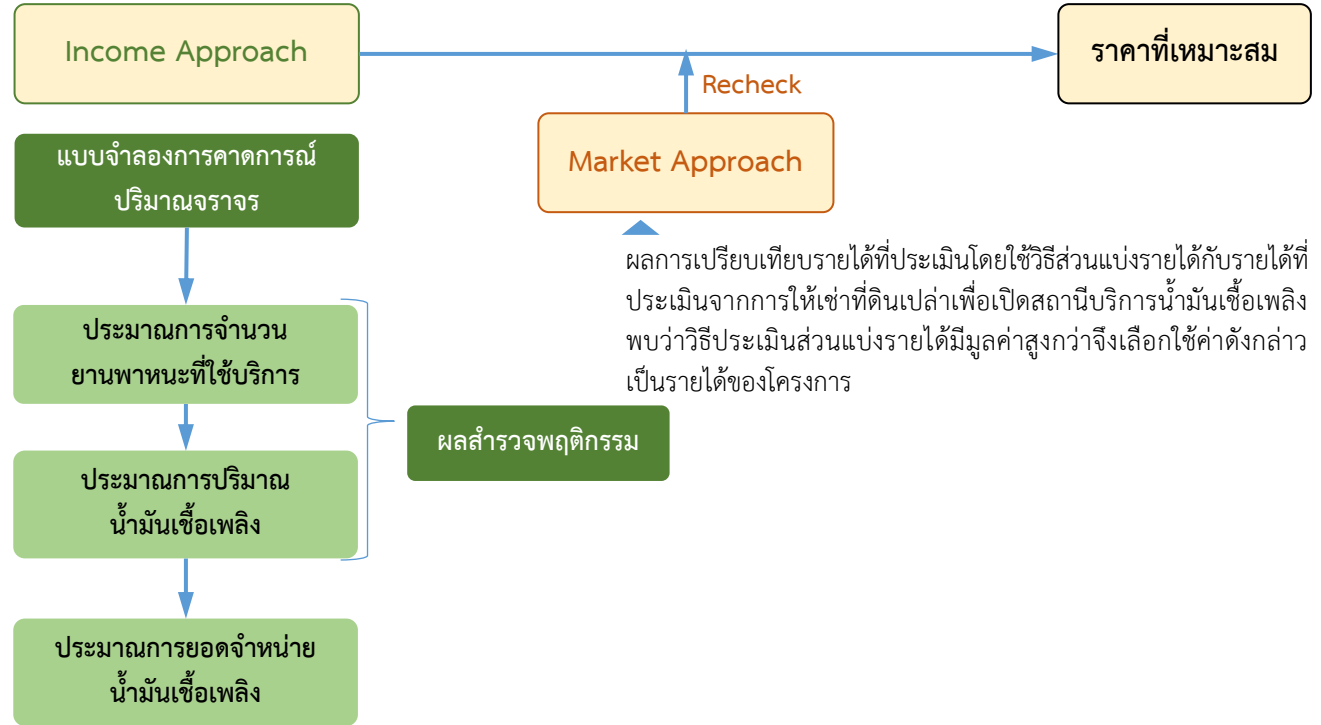 Income Approach
ราคาที่เหมาะสม
Recheck
Market Approach
แบบจำลองการคาดการณ์
ปริมาณจราจร
ผลการเปรียบเทียบรายได้ที่ประเมินโดยใช้วิธีส่วนแบ่งรายได้กับรายได้ที่
ประเมินจากการให้เช่าที่ดินเปล่าเพื่อเปิดสถานีบริการน้ำมันเชื้อเพลิง
พบว่าวิธีประเมินส่วนแบ่งรายได้มีมูลค่าสูงกว่าจึงเลือกใช้ค่าดังกล่าว
เป็นรายได้ของโครงการ
ประมาณการจำนวน
ยานพาหนะที่ใช้บริการ
ผลสำรวจพฤติกรรม
ประมาณการปริมาณ
น้ำมันเชื้อเพลิง
ประมาณการยอดจำหน่าย
น้ำมันเชื้อเพลิง